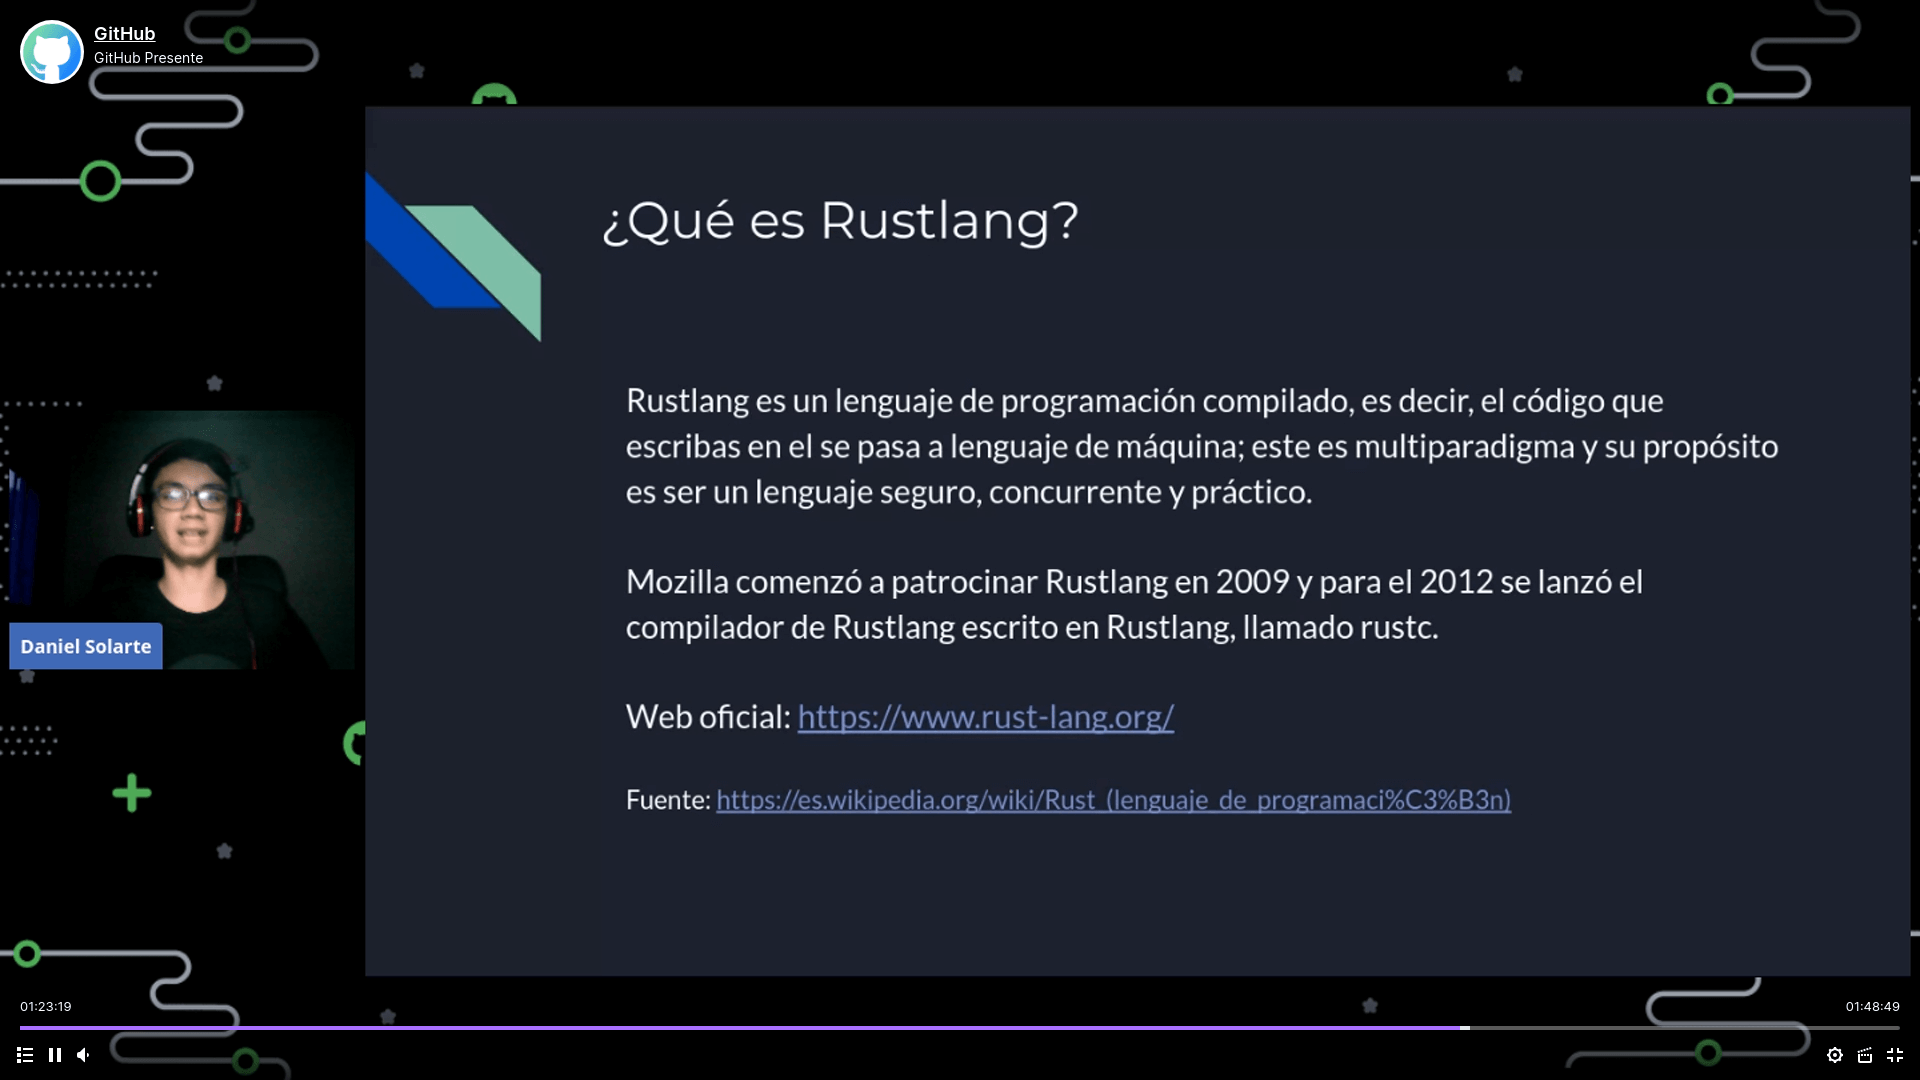 GitHub
GitHub Presente
¿Qué es Rustlang?
Rustlang es un lenguaje de programación compilado, es decir, el código que
escribas en el se pasa a lenguaje de máquina; este es multiparadigma y su propósito
es ser un lenguaje seguro, concurrente y práctico.
Mozilla comenzó a patrocinar Rustlang en 2009 y para el 2012 se lanzó el
compilador de Rustlang escrito en Rustlang, llamado rustc.
Web oficial: https://www.rust-lang.org/
Fuente: https://es.wikipedia.org/wiki/Rust_(lenguaje_de_programaci%C3%B3n)
Daniel Solarte
01:23:19
01:48:49